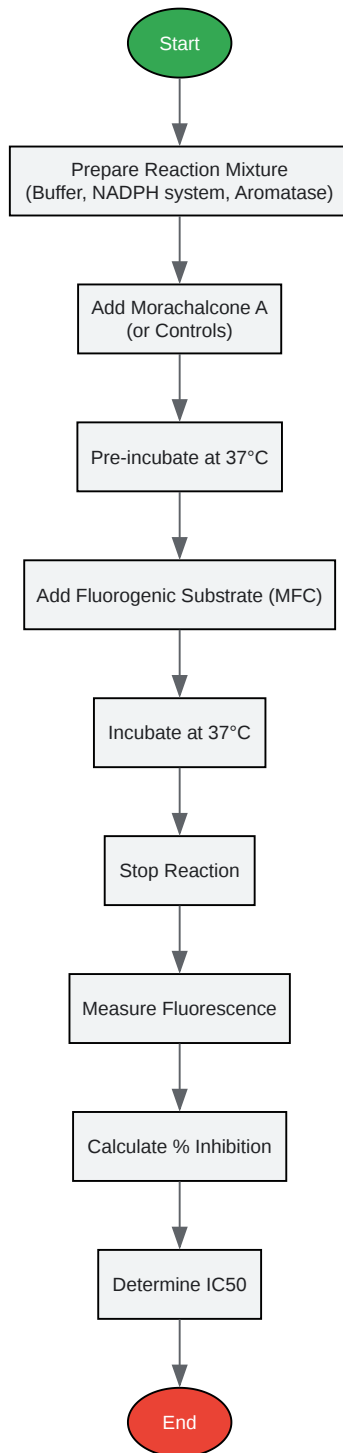 Start
Prepare Reaction Mixture
(Buffer, NADPH system, Aromatase)
Add Morachalcone A
(or Controls)
Pre-incubate at 37°C
Add Fluorogenic Substrate (MFC)
Incubate at 37°C
Stop Reaction
Measure Fluorescence
Calculate % Inhibition
Determine IC50
End